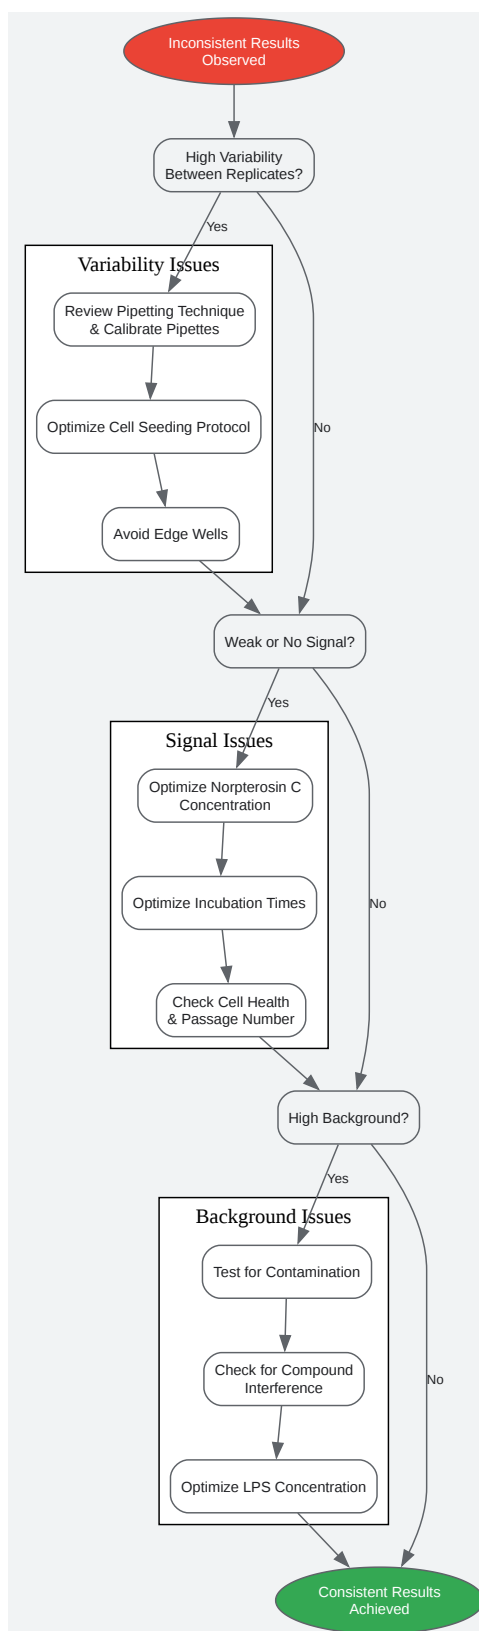 Inconsistent Results
Observed
High Variability
Between Replicates?
Yes
Variability Issues
Review Pipetting Technique
& Calibrate Pipettes
Optimize Cell Seeding Protocol
No
Avoid Edge Wells
Weak or No Signal?
Yes
Signal Issues
Optimize Norpterosin C
Concentration
Optimize Incubation Times
No
Check Cell Health
& Passage Number
High Background?
Yes
Background Issues
Test for Contamination
Check for Compound
Interference
No
Optimize LPS Concentration
Consistent Results
Achieved